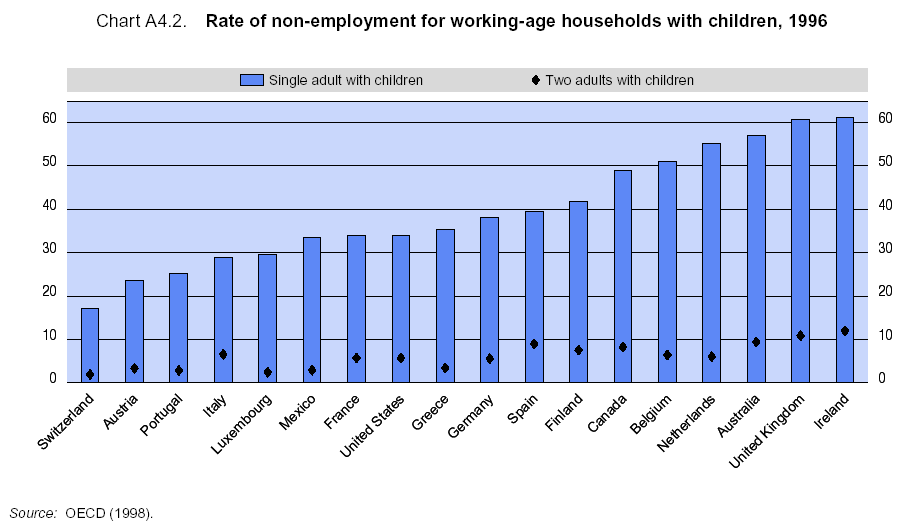 Chart A4.2. Rate of non-employment for working-age households with children, 1996
Single adult with children
Two adults with children
60
60
50
50
40
40
30
30
20
20
10
10
0
0
Switzerland
Austria
Portugal
Italy
Luxembourg
Mexico
France
United States
Greece
Germany
Spain
Finland
Canada
Belgium
Netherlands
Australia
United Kingdom
Ireland
Source: OECD (1998).